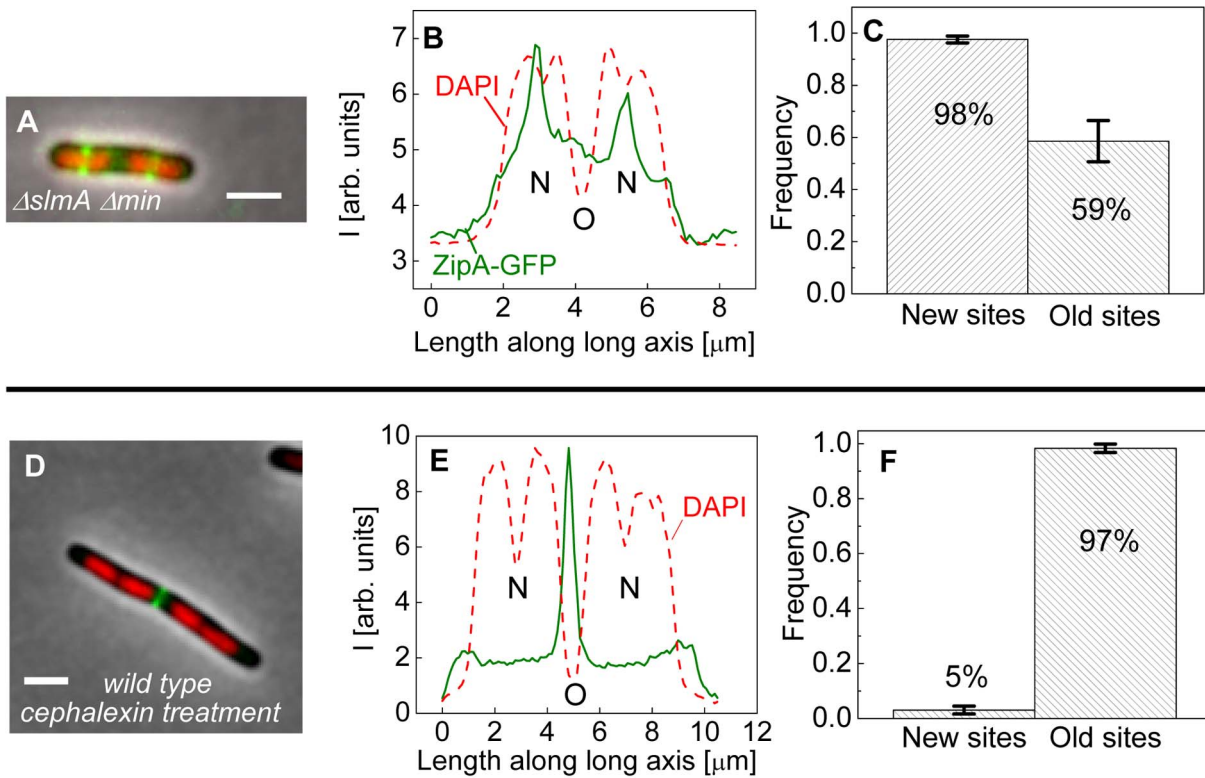 A
ΔslmA Δmin
B
I [arb. units]
7
6
5
4
3
DAPI
N
N
O
ZipA-GFP
0 2 4 6 8
Length along long axis [μm]
C
Frequency
1.0
0.8
0.6
0.4
0.2
0.0
98%
59%
New sites Old sites
D
wild type
cephalexin treatment
E
I [arb. units]
10
8
6
4
2
0
DAPI
N
N
O
0 2 4 6 8 10 12
Length along long axis [μm]
F
Frequency
1.0
0.8
0.6
0.4
0.2
0.0
5%
97%
New sites Old sites